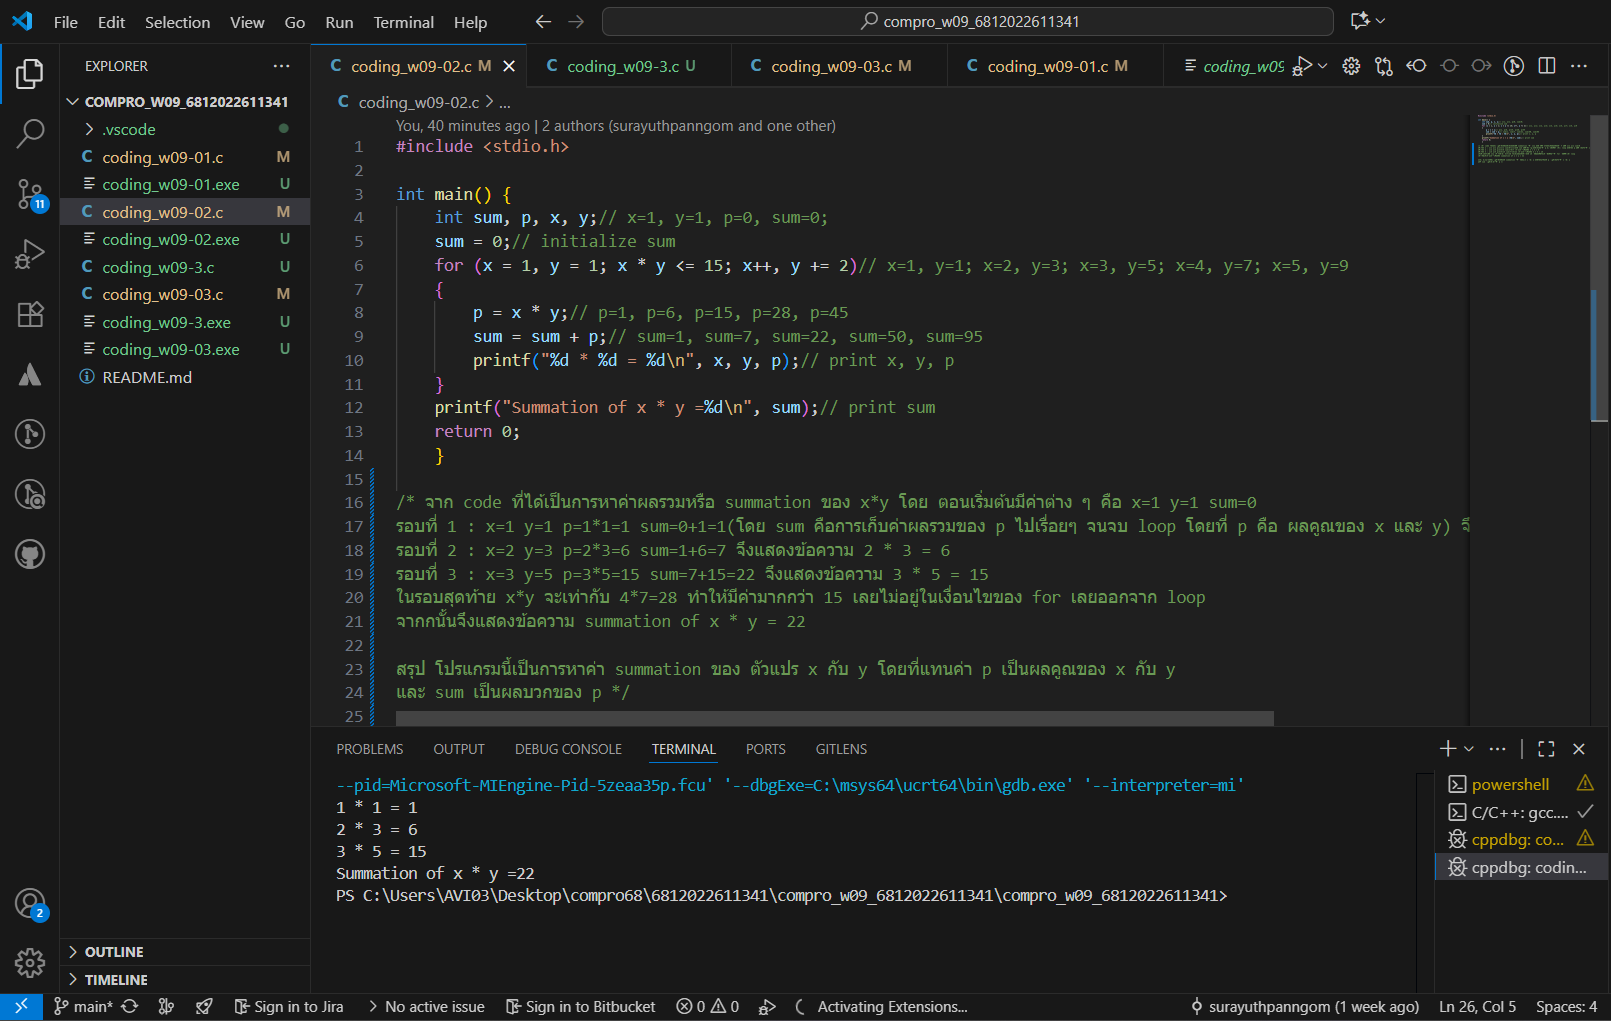 File Edit Selection View Go Run Terminal Help
compro_w09_6812022611341
EXPLORER
COMPRO_W09_6812022611341
.vscode
coding_w09-01.c M
coding_w09-01.exe U
coding_w09-02.c M
coding_w09-02.exe U
coding_w09-3.c U
coding_w09-03.c M
coding_w09-3.exe U
coding_w09-03.exe U
README.md
11
2
OUTLINE
TIMELINE
coding_w09-02.c M
coding_w09-3.c U
coding_w09-03.c M
coding_w09-01.c M
coding_w09
coding_w09-02.c > ...
You, 40 minutes ago | 2 authors (surayuthpanngom and one other)
1 #include <stdio.h>
2
3 int main() {
4 int sum, p, x, y;// x=1, y=1, p=0, sum=0;
5 sum = 0;// initialize sum
6 for (x = 1, y = 1; x * y <= 15; x++, y += 2)// x=1, y=1; x=2, y=3; x=3, y=5; x=4, y=7; x=5, y=9
7 {
8 p = x * y;// p=1, p=6, p=15, p=28, p=45
9 sum = sum + p;// sum=1, sum=7, sum=22, sum=50, sum=95
10 printf("%d * %d = %d\n", x, y, p);// print x, y, p
11 }
12 printf("Summation of x * y =%d\n", sum);// print sum
13 return 0;
14 }
15
16 /* จาก code ที่ได้เป็นการหาค่าผลรวมหรือ summation ของ x*y โดย ตอนเริ่มต้นมีค่าต่าง ๆ คือ x=1 y=1 sum=0
17 รอบที่ 1 : x=1 y=1 p=1*1=1 sum=0+1=1(โดย sum คือการเก็บค่าผลรวมของ p ไปเรื่อยๆ จนจบ loop โดยที่ p คือ ผลคูณของ x และ y) จึ
18 รอบที่ 2 : x=2 y=3 p=2*3=6 sum=1+6=7 จึงแสดงข้อความ 2 * 3 = 6
19 รอบที่ 3 : x=3 y=5 p=3*5=15 sum=7+15=22 จึงแสดงข้อความ 3 * 5 = 15
20 ในรอบสุดท้าย x*y จะเท่ากับ 4*7=28 ทำให้มีค่ามากกว่า 15 เลยไม่อยู่ในเงื่อนไขของ for เลยออกจาก loop
21 จากกนั้นจึงแสดงข้อความ summation of x * y = 22
22
23 สรุป โปรแกรมนี้เป็นการหาค่า summation ของ ตัวแปร x กับ y โดยที่แทนค่า p เป็นผลคูณของ x กับ y
24 และ sum เป็นผลบวกของ p */
25
PROBLEMS OUTPUT DEBUG CONSOLE TERMINAL PORTS GITLENS
--pid=Microsoft-MIEngine-Pid-5zeaa35p.fcu' '--dbgExe=C:\msys64\ucrt64\bin\gdb.exe' '--interpreter=mi'
1 * 1 = 1
2 * 3 = 6
3 * 5 = 15
Summation of x * y =22
PS C:\Users\AVI03\Desktop\compro68\6812022611341\compro_w09_6812022611341\compro_w09_6812022611341>
powershell
C/C++: gcc....
cppdbg: co...
cppdbg: codin...
main* Sign in to Jira No active issue Sign in to Bitbucket 0 0 Activating Extensions... surayuthpanngom (1 week ago) Ln 26, Col 5 Spaces: 4